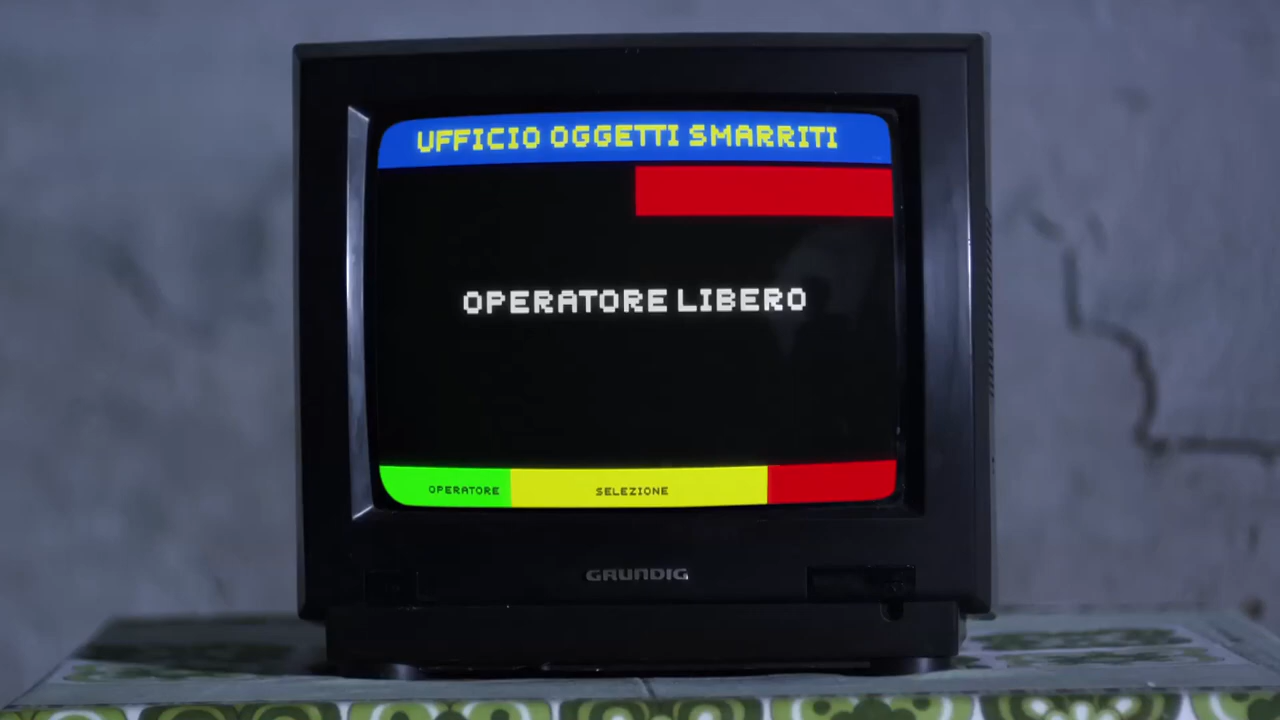 UFFICIO OGGETTI SMARRITI
OPERATORE LIBERO
OPERATORE SELEZIONE
GRUNDIG